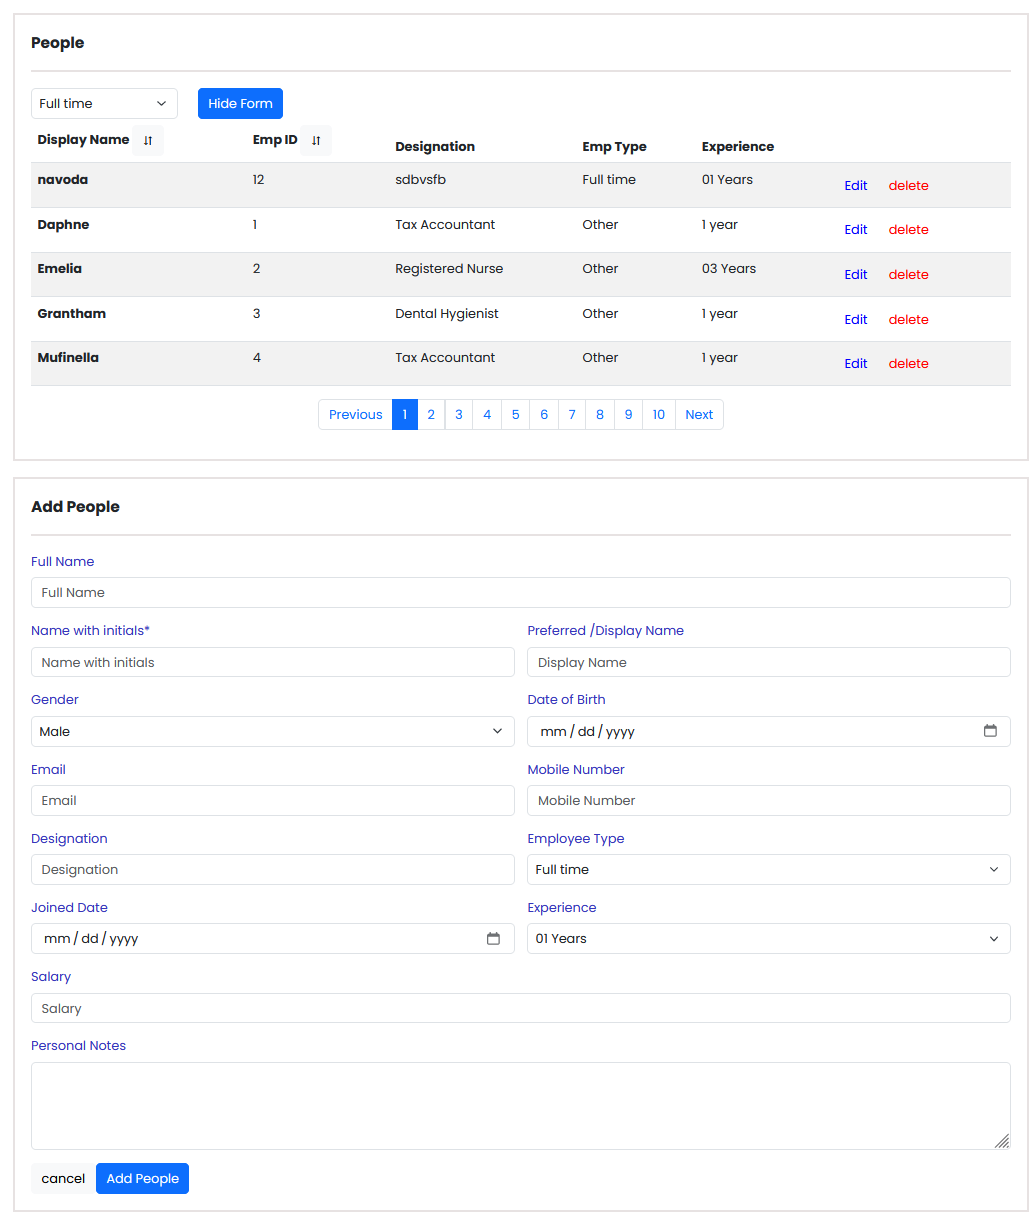 People
Full time Hide Form
Display Name Emp ID Designation Emp Type Experience
navoda 12 sdbvsfb Full time 01 Years Edit delete
Daphne 1 Tax Accountant Other 1 year Edit delete
Emelia 2 Registered Nurse Other 03 Years Edit delete
Grantham 3 Dental Hygienist Other 1 year Edit delete
Mufinella 4 Tax Accountant Other 1 year Edit delete
Previous 1 2 3 4 5 6 7 8 9 10 Next
Add People
Full Name
Full Name
Name with initials* Preferred /Display Name
Name with initials Display Name
Gender Date of Birth
Male mm/dd/yyyy
Email Mobile Number
Email Mobile Number
Designation Employee Type
Designation Full time
Joined Date Experience
mm/dd/yyyy 01 Years
Salary
Salary
Personal Notes
cancel Add People